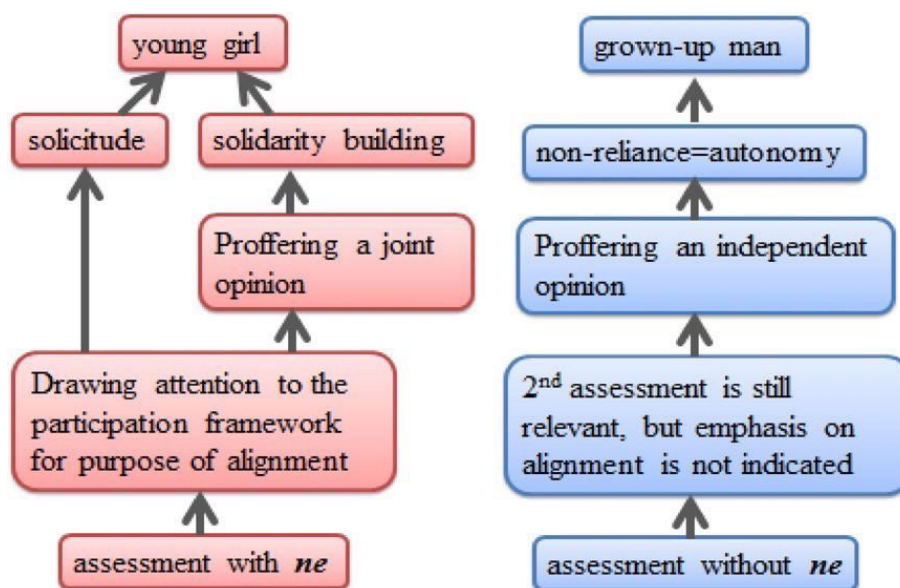 young girl
solicitude
solidarity building
Proffering a joint
opinion
Drawing attention to the
participation framework
for purpose of alignment
assessment with ne
grown-up man
non-reliance=autonomy
Proffering an independent
opinion
2nd assessment is still
relevant, but emphasis on
alignment is not indicated
assessment without ne